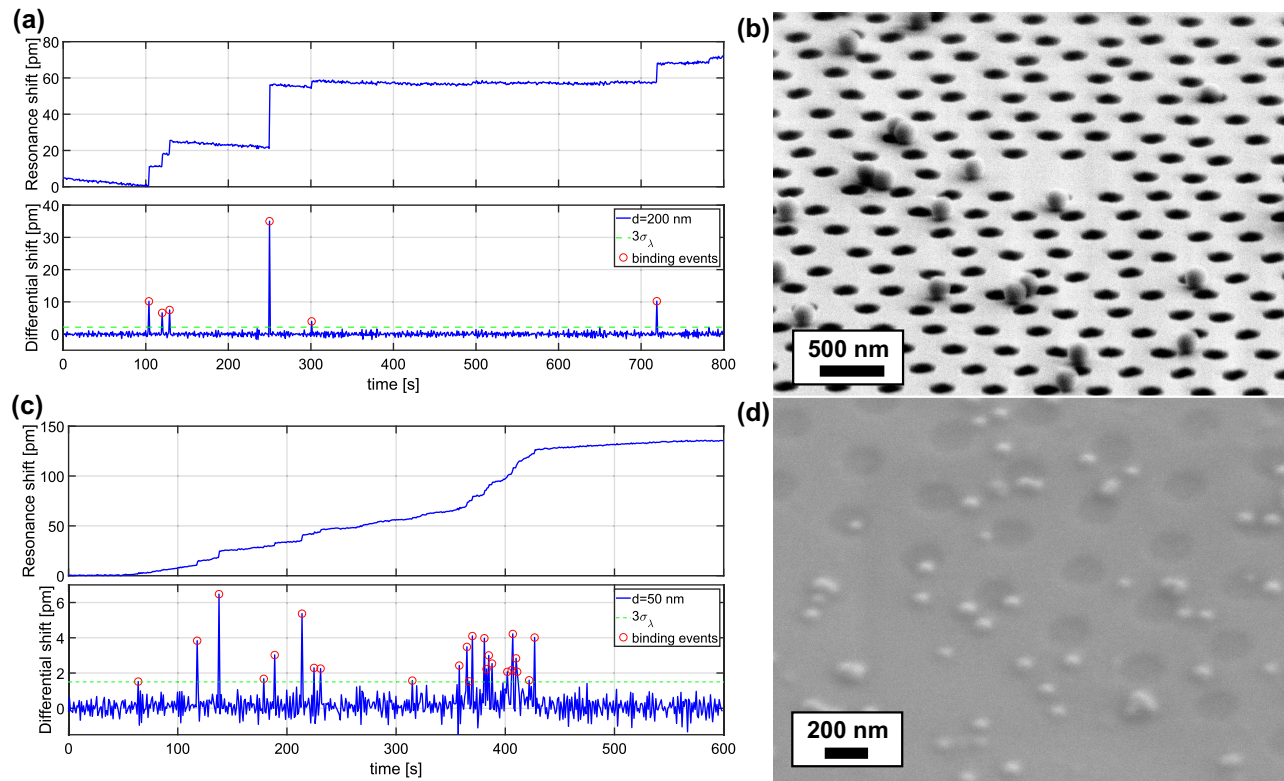 (a)
80
60
40
20
0
Resonance shift [pm]
40
30
20
10
0
Differential shift [pm]
d=200 nm
3σλ
binding events
0 100 200 300 400 500 600 700 800
time [s]
(b)
500 nm
(c)
150
100
50
0
Resonance shift [pm]
6
4
2
0
Differential shift [pm]
d=50 nm
3σλ
binding events
0 100 200 300 400 500 600
time [s]
(d)
200 nm